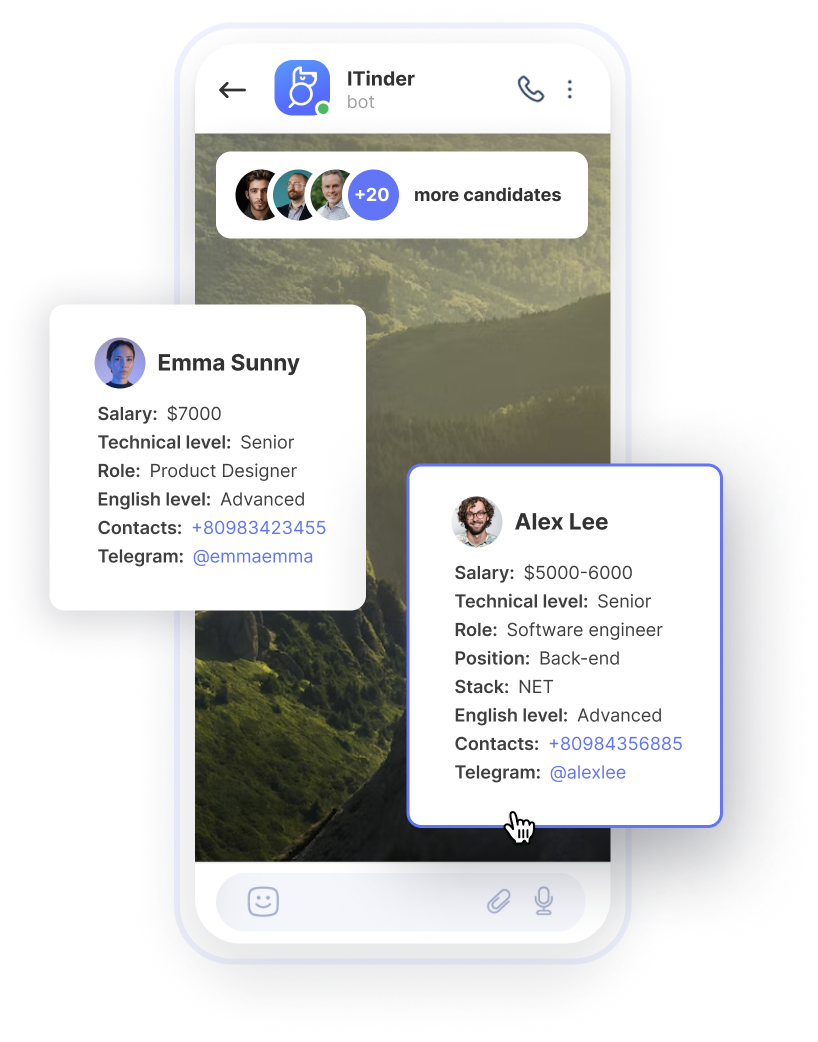 ITinder
bot
+20 more candidates
Emma Sunny
Salary: $7000
Technical level: Senior
Role: Product Designer
English level: Advanced
Contacts: +80983423455
Telegram: @emmaemma
Alex Lee
Salary: $5000-6000
Technical level: Senior
Role: Software engineer
Position: Back-end
Stack: NET
English level: Advanced
Contacts: +80984356885
Telegram: @alexlee